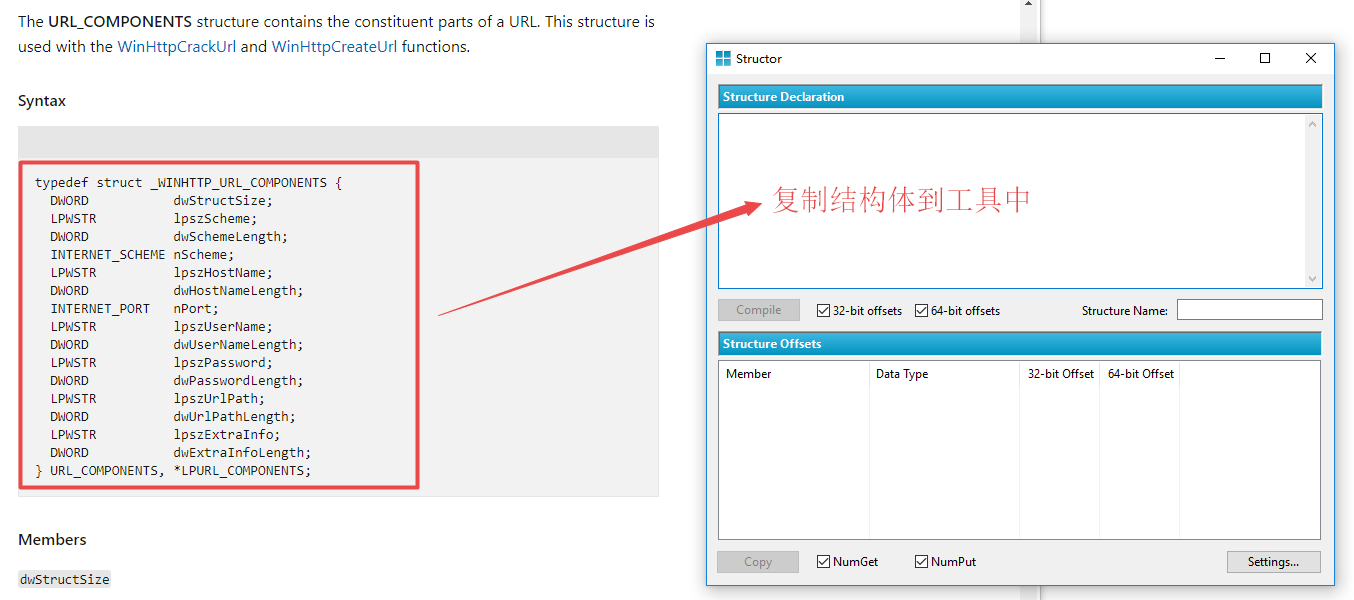 The URL_COMPONENTS structure contains the constituent parts of a URL. This structure is
used with the WinHttpCrackUrl and WinHttpCreateUrl functions.
Syntax
typedef struct _WINHTTP_URL_COMPONENTS {
  DWORD           dwStructSize;
  LPWSTR          lpszScheme;
  DWORD           dwSchemeLength;
  INTERNET_SCHEME nScheme;
  LPWSTR          lpszHostName;
  DWORD           dwHostNameLength;
  INTERNET_PORT   nPort;
  LPWSTR          lpszUserName;
  DWORD           dwUserNameLength;
  LPWSTR          lpszPassword;
  DWORD           dwPasswordLength;
  LPWSTR          lpszUrlPath;
  DWORD           dwUrlPathLength;
  LPWSTR          lpszExtraInfo;
  DWORD           dwExtraInfoLength;
} URL_COMPONENTS, *LPURL_COMPONENTS;
Members
dwStructSize
Structor
Structure Declaration
复制结构体到工具中
Compile 32-bit offsets 64-bit offsets Structure Name:
Structure Offsets
Member Data Type 32-bit Offset 64-bit Offset
Copy NumGet NumPut Settings...